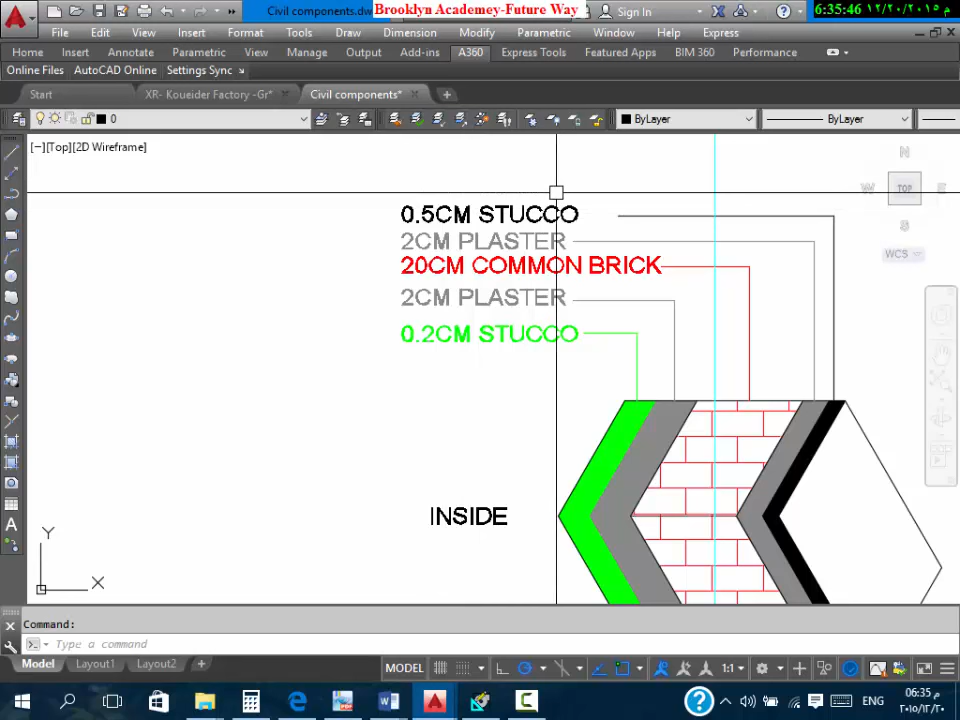 Civil components.dw
Brooklyn Academey-Future Way
Sign In
6:35:46 م ١٢/٢٠/٢٠١٥
File Edit View Insert Format Tools Draw Dimension Modify Parametric Window Help Express
Home Insert Annotate Parametric View Manage Output Add-ins A360 Express Tools Featured Apps BIM 360 Performance
Online Files AutoCAD Online Settings Sync
Start XR- Koueider Factory -Gr* Civil components*
0 ByLayer ByLayer
[−][Top][2D Wireframe]
N
W TOP E
S
WCS
0.5CM STUCCO
2CM PLASTER
20CM COMMON BRICK
2CM PLASTER
0.2CM STUCCO
INSIDE
Y
X
Command:
Type a command
Model Layout1 Layout2 MODEL 1:1
ENG
06:35 م
٢٠١٥/١٢/٢٠